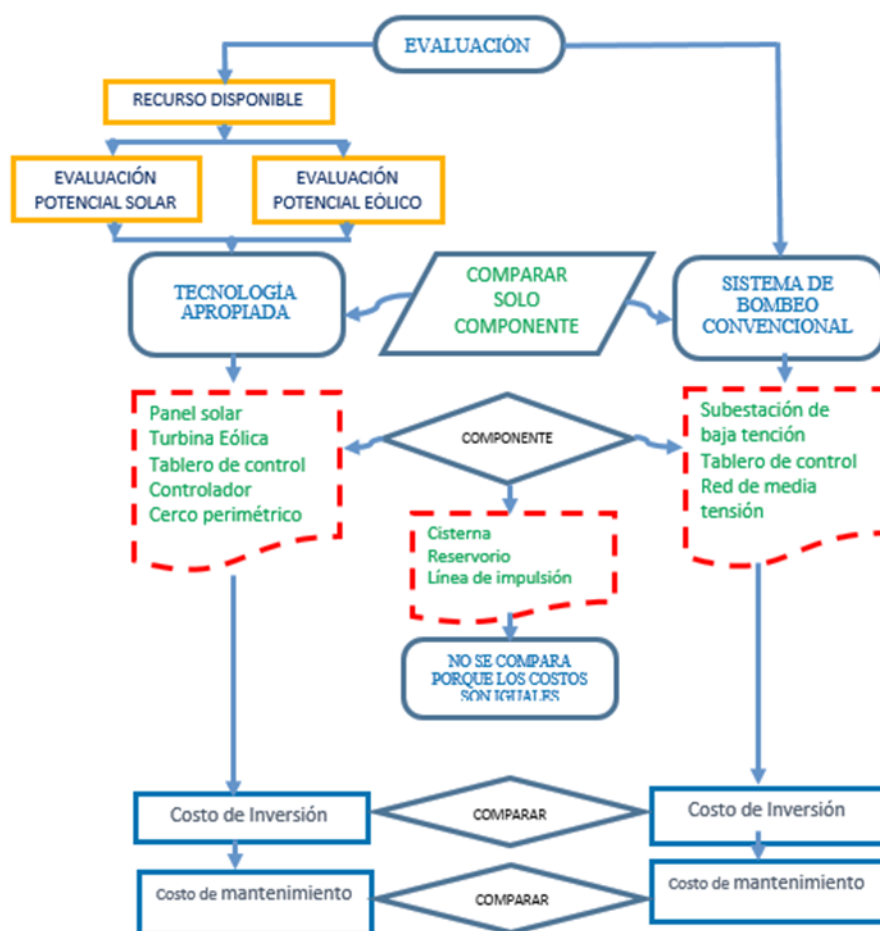 EVALUACIÓN
RECURSO DISPONIBLE
EVALUACIÓN
POTENCIAL SOLAR
EVALUACIÓN
POTENCIAL EÓLICO
TECNOLOGÍA
APROPIADA
COMPARAR
SOLO
COMPONENTE
SISTEMA DE
BOMBEO
CONVENCIONAL
Panel solar
Turbina Eólica
Tablero de control
Controlador
Cerco perimétrico
COMPONENTE
Subestación de
baja tención
Tablero de control
Red de media
tensión
Cisterna
Reservorio
Línea de impulsión
NO SE COMPARA
PORQUE LOS COSTOS
SON IGUALES
Costo de Inversión
COMPARAR
Costo de Inversión
Costo de mantenimiento
COMPARAR
Costo de mantenimiento